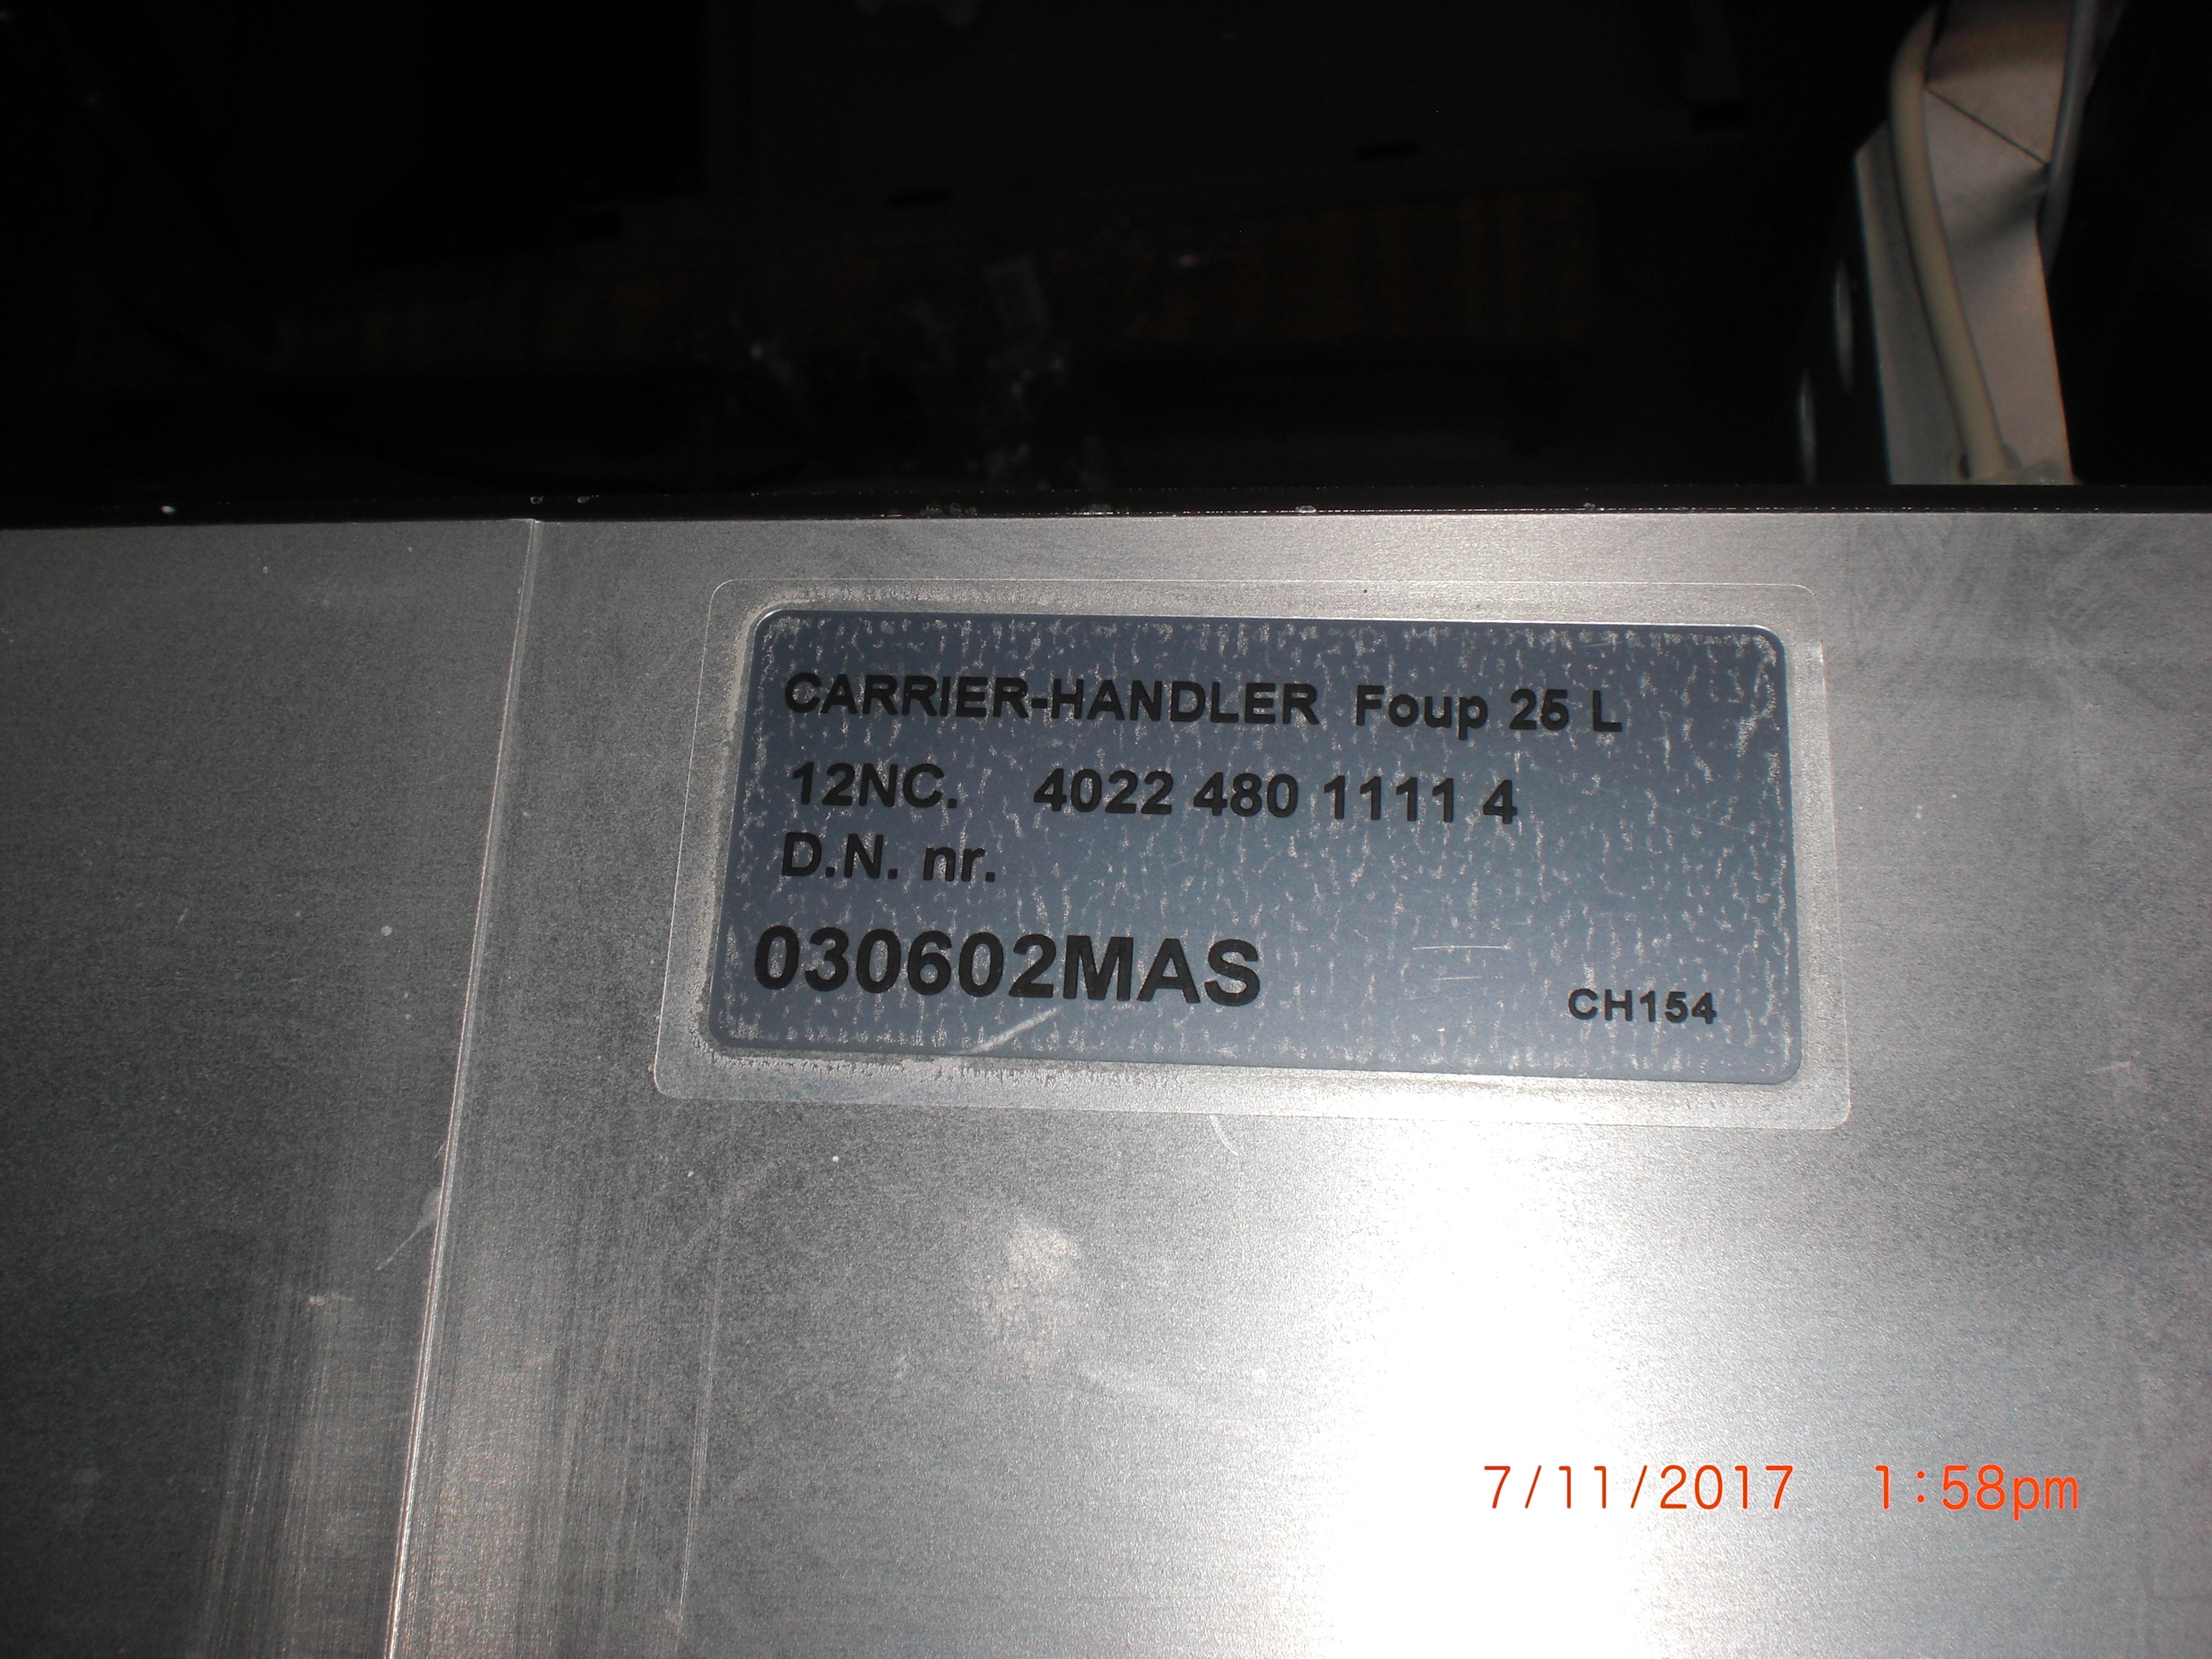 CARRIER-HANDLER Foup 25 L
12NC. 4022 480 1111 4
D.N. nr.
030602MAS
CH154
7/11/2017 1:58pm